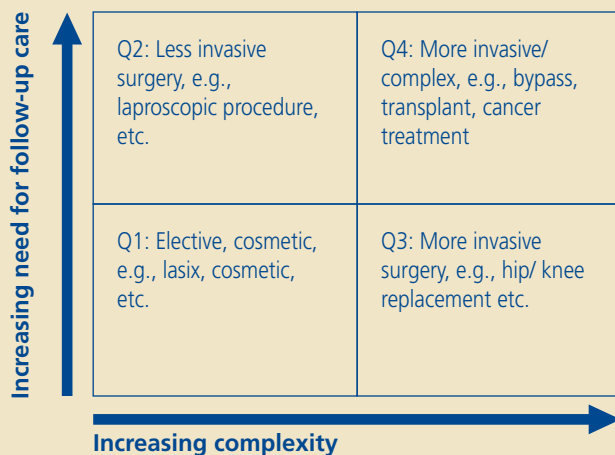 Increasing need for follow-up care
Q2: Less invasive
surgery, e.g.,
laproscopic procedure,
etc.
Q4: More invasive/
complex, e.g., bypass,
transplant, cancer
treatment
Q1: Elective, cosmetic,
e.g., lasix, cosmetic,
etc.
Q3: More invasive
surgery, e.g., hip/ knee
replacement etc.
Increasing complexity